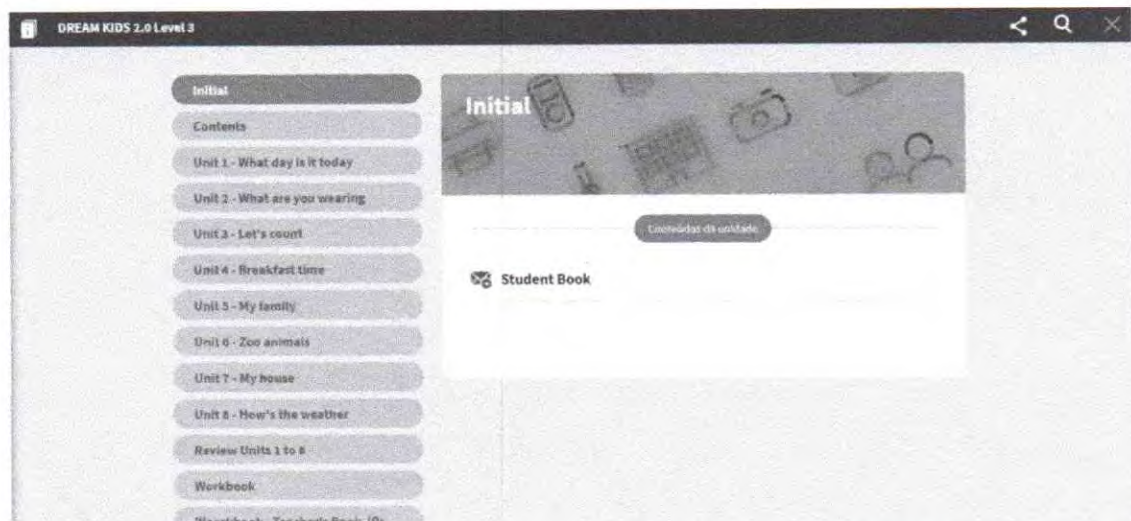 DREAM KIDS 2.0 Level 3
Initial
Contents
Unit 1 - What day is it today
Unit 2 - What are you wearing
Unit 3 - Let's count
Unit 4 - Breakfast time
Unit 5 - My family
Unit 6 - Zoo animals
Unit 7 - My house
Unit 8 - How's the weather
Review Units 1 to 8
Workbook
Initial
Conteúdos da unidade
Student Book